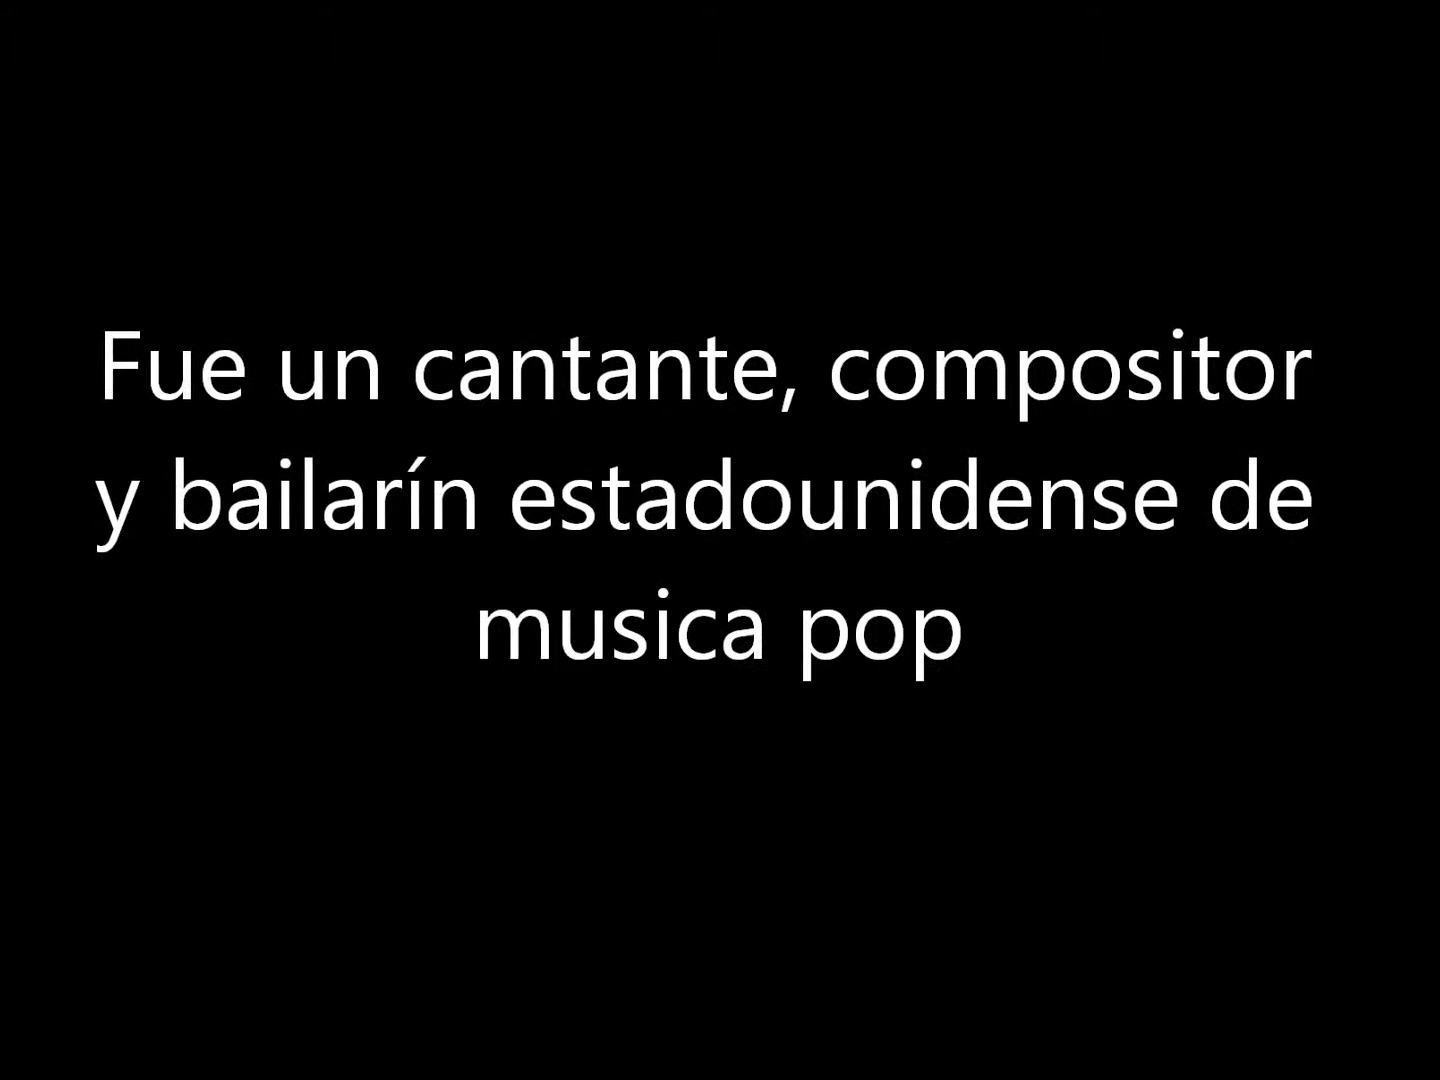 Fue un cantante, compositor
y bailarín estadounidense de
musica pop